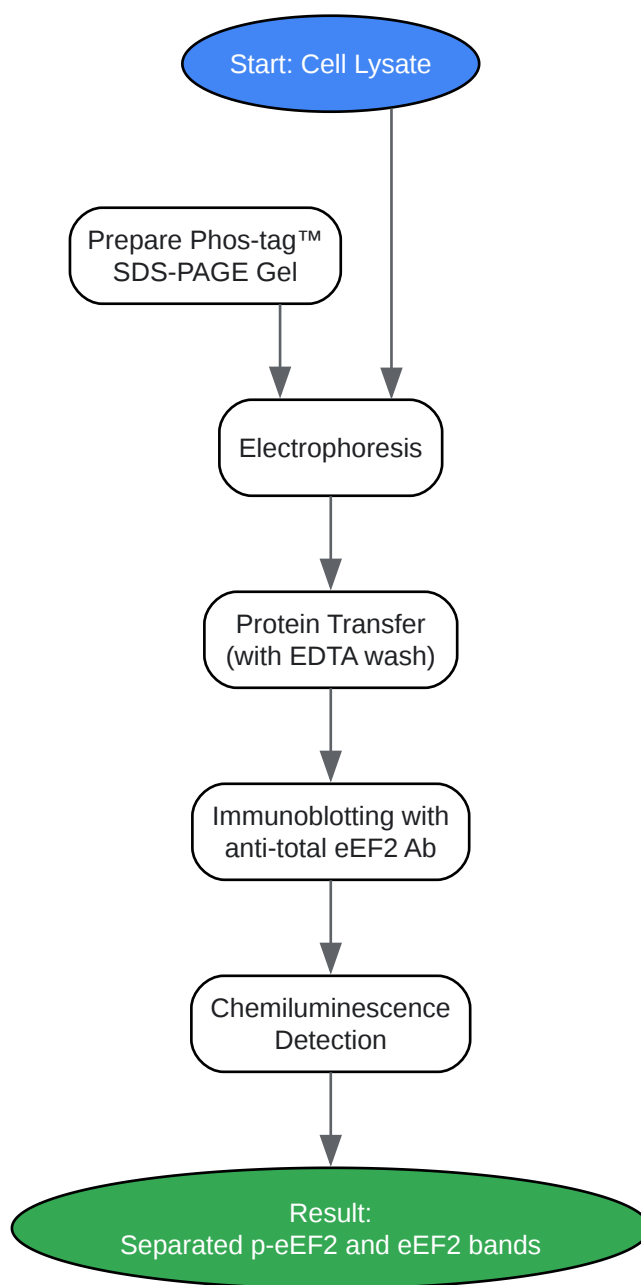 Start: Cell Lysate
Prepare Phos-tag™
SDS-PAGE Gel
Electrophoresis
Protein Transfer
(with EDTA wash)
Immunoblotting with
anti-total eEF2 Ab
Chemiluminescence
Detection
Result:
Separated p-eEF2 and eEF2 bands